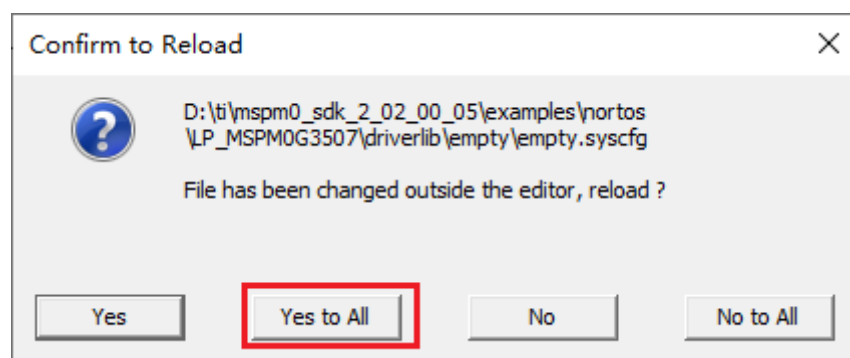 Confirm to Reload
D:\ti\mspm0_sdk_2_02_00_05\examples\nortos
\LP_MSPM0G3507\driverlib\empty\empty.syscfg
File has been changed outside the editor, reload ?
Yes
Yes to All
No
No to All